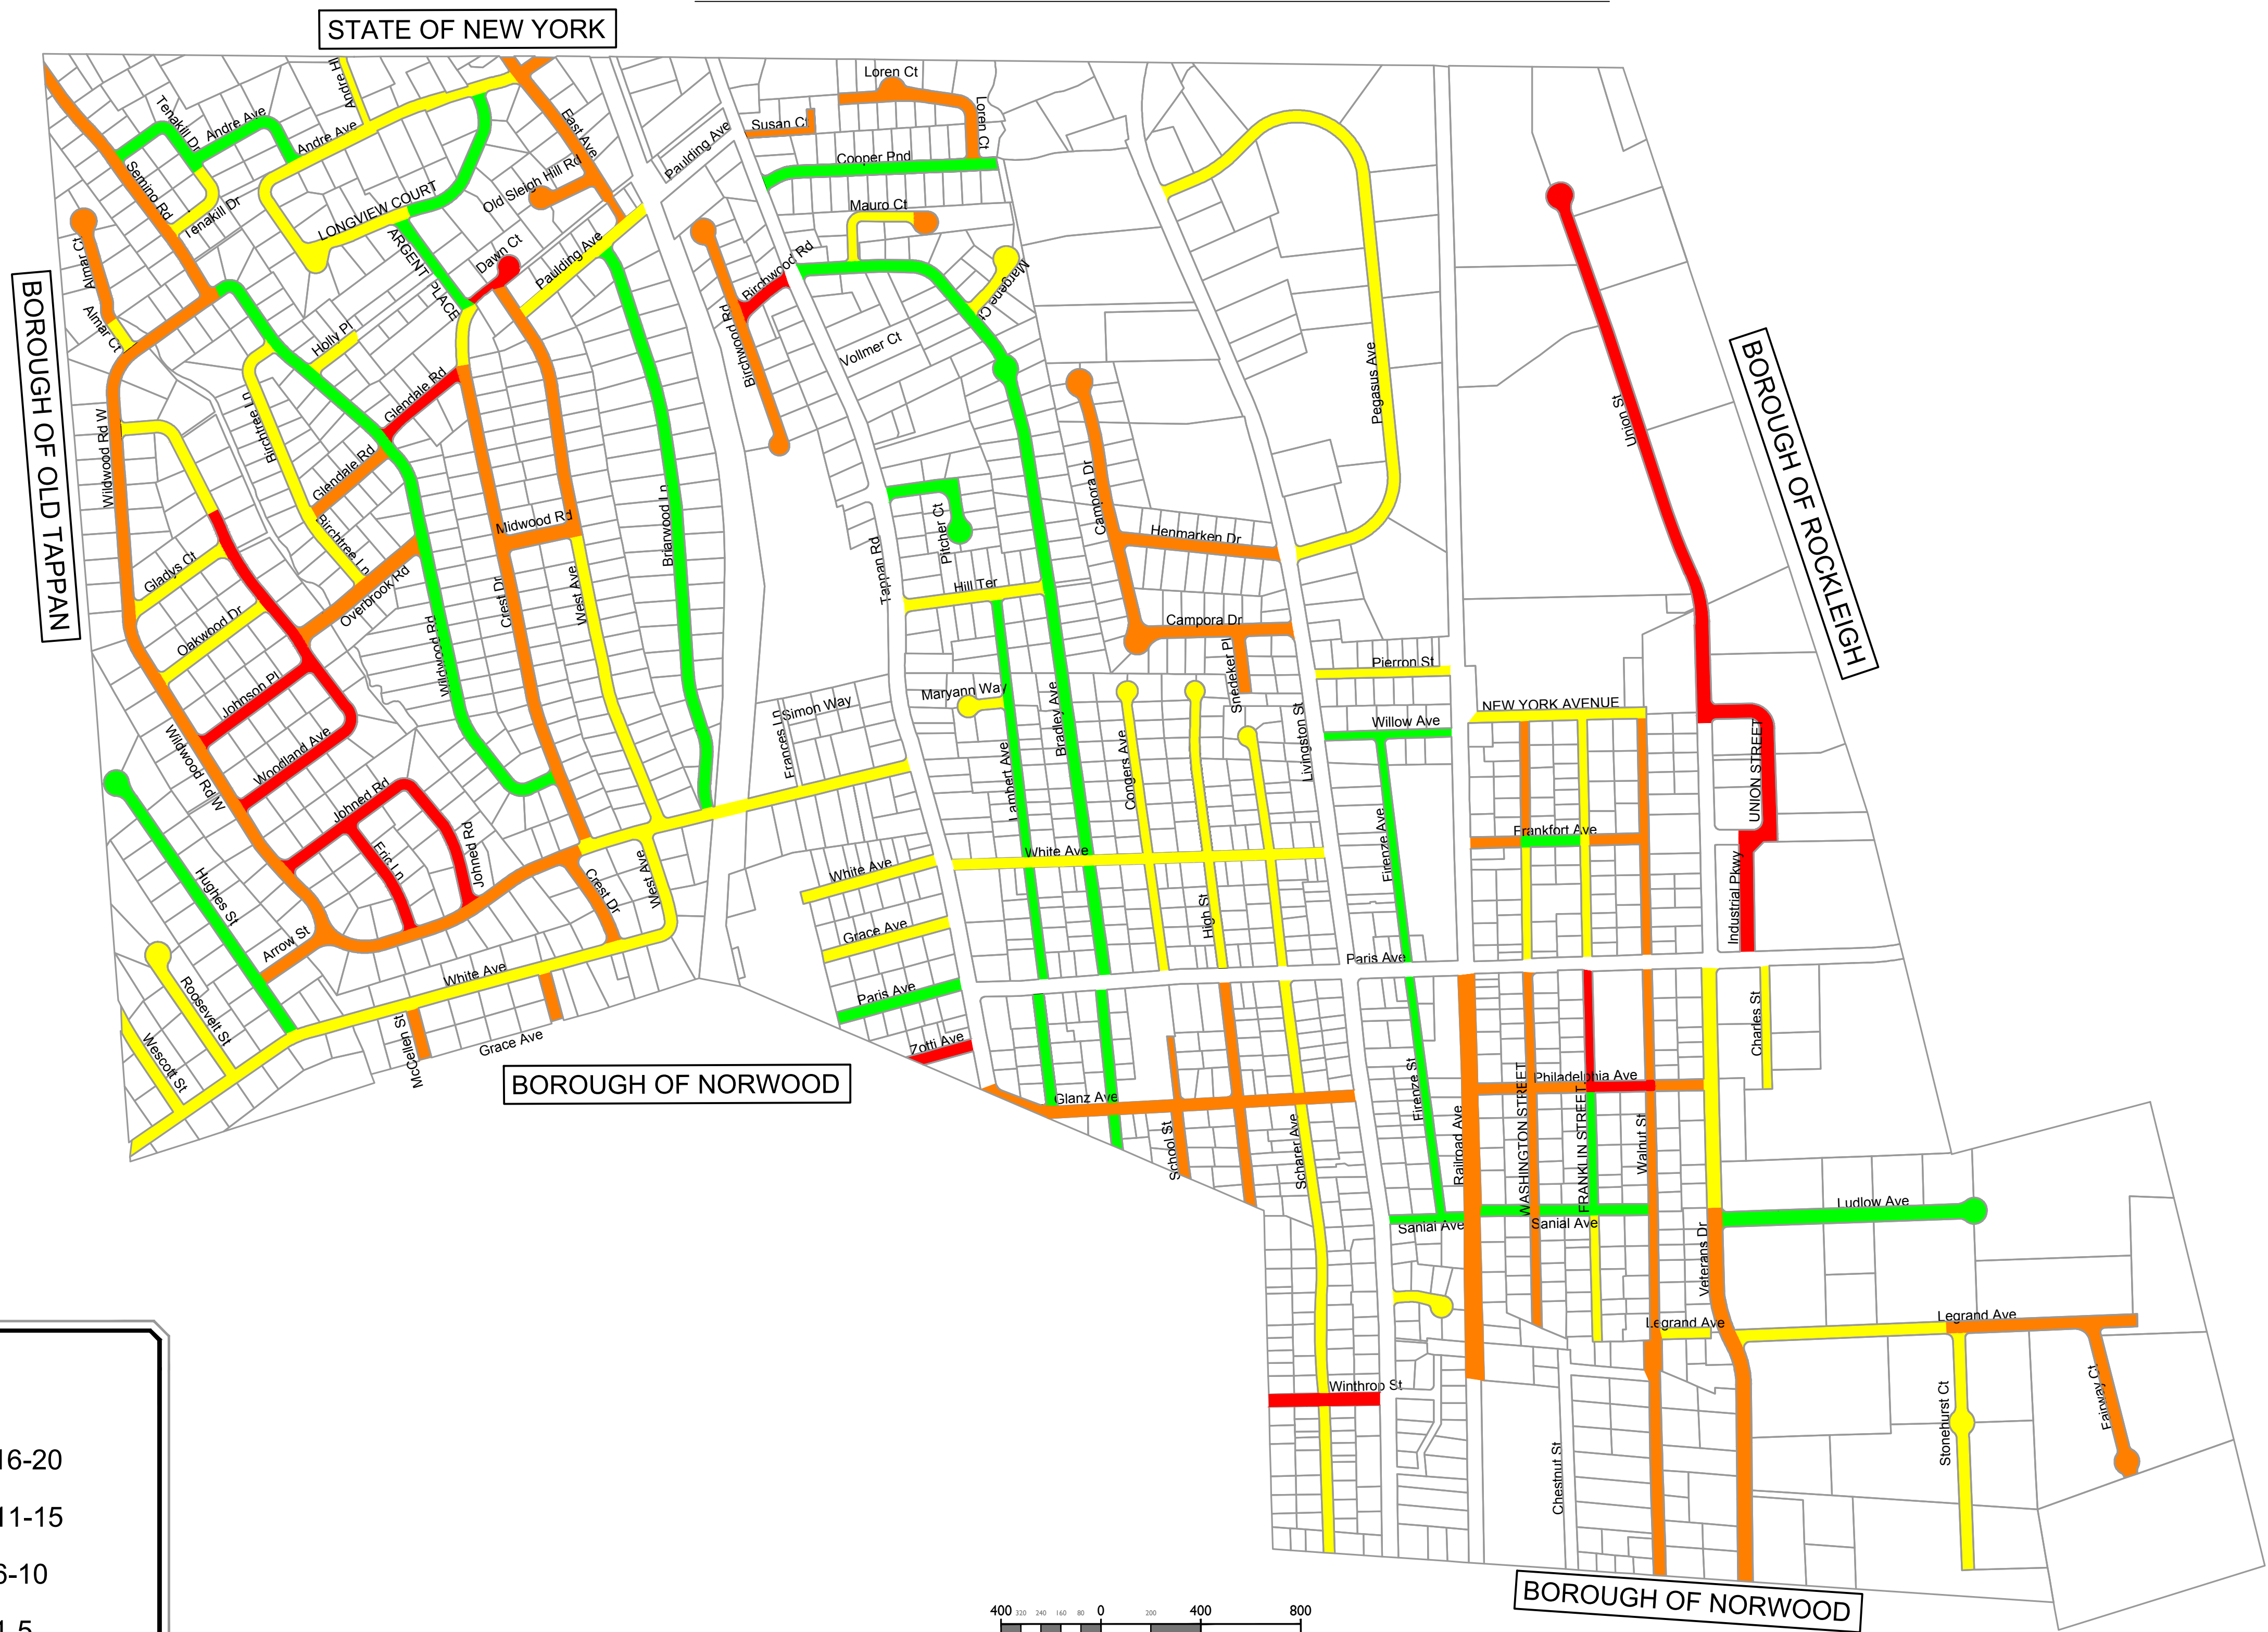 STATE OF NEW YORK
Loren Ct
Andre Hl
Tenakill Dr
Andre Ave
Andre Ave
East Ave
Susan Ct
Loren Ct
Paulding Ave
Cooper Pnd
Semino Rd
Tenakill Dr
LONGVIEW COURT
Old Sleigh Hill Rd
Mauro Ct
Almar Ct
ARGENT PLACE
Dawn Ct
Paulding Ave
Birchwood Rd
Margene Ct
BOROUGH OF OLD TAPPAN
Almar Ct
Holly Pl
Birchwood Rd
Vollmer Ct
Pegasus Ave
Union St
BOROUGH OF ROCKLEIGH
Wildwood Rd W
Birchtree Ln
Glendale Rd
Glendale Rd
Birchtree Ln
Midwood Rd
Briarwood Ln
Pitcher Ct
Campora Dr
Henmarken Dr
Gladys Ct
Overbrook Rd
Crest Dr
West Ave
Tappan Rd
Hill Ter
Oakwood Dr
Wildwood Rd
Campora Dr
Snedeker Pl
Pierron St
Johnson Pl
Maryann Way
Bradley Ave
Simon Way
Frances Ln
NEW YORK AVENUE
Willow Ave
Wildwood Rd W
Woodland Ave
Lambert Ave
Congers Ave
Livingston St
UNION STREET
Johned Rd
Johned Rd
Eric Ln
Frankfort Ave
White Ave
White Ave
Firenze Ave
Hughes St
Crest Dr
West Ave
High St
Industrial Pkwy
Arrow St
Grace Ave
Paris Ave
White Ave
Paris Ave
Roosevelt St
Wescott St
McCellen St
Grace Ave
Zotti Ave
Charles St
BOROUGH OF NORWOOD
Glanz Ave
School St
Scharer Ave
Firenze St
Railroad Ave
WASHINGTON STREET
Philadelphia Ave
FRANKLIN STREET
Walnut St
Sanial Ave
Sanial Ave
Ludlow Ave
Veterans Dr
Legrand Ave
Legrand Ave
Winthrop St
Chestnut St
Stonehurst Ct
Fairway Ct
16-20
11-15
6-10
1-5
BOROUGH OF NORWOOD
400 320 240 160 80 0 200 400 800